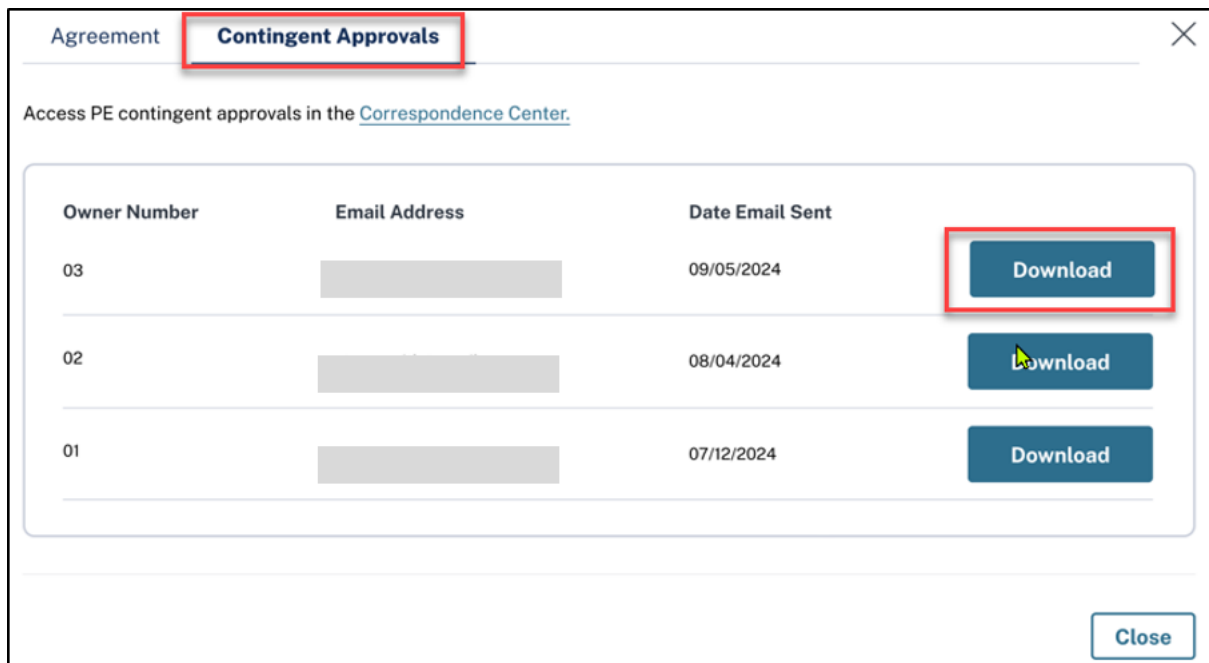 Agreement Contingent Approvals
Access PE contingent approvals in the Correspondence Center.
Owner Number Email Address Date Email Sent
03 09/05/2024 Download
02 08/04/2024 Download
01 07/12/2024 Download
Close